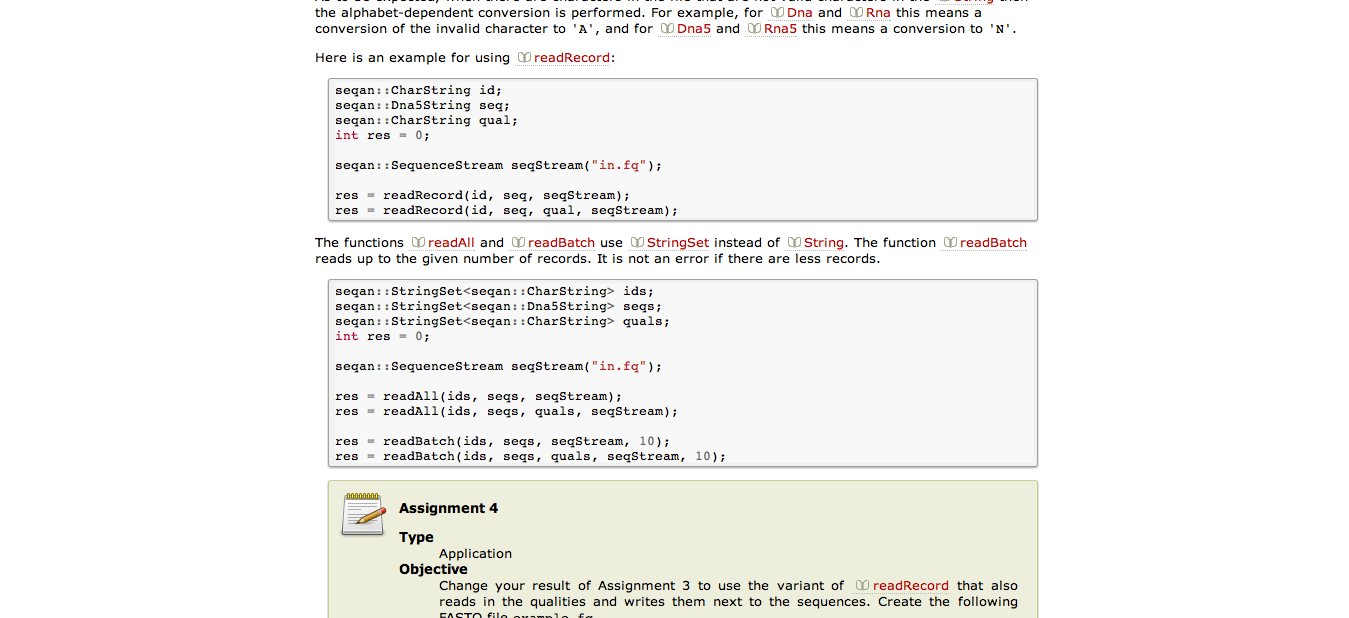 the alphabet-dependent conversion is performed. For example, for Dna and Rna this means a
conversion of the invalid character to 'A', and for Dna5 and Rna5 this means a conversion to 'N'.
Here is an example for using readRecord:
seqan::CharString id;
seqan::Dna5String seq;
seqan::CharString qual;
int res = 0;
seqan::SequenceStream seqStream("in.fq");
res = readRecord(id, seq, seqStream);
res = readRecord(id, seq, qual, seqStream);
The functions readAll and readBatch use StringSet instead of String. The function readBatch
reads up to the given number of records. It is not an error if there are less records.
seqan::StringSet<seqan::CharString> ids;
seqan::StringSet<seqan::Dna5String> seqs;
seqan::StringSet<seqan::CharString> quals;
int res = 0;
seqan::SequenceStream seqStream("in.fq");
res = readAll(ids, seqs, seqStream);
res = readAll(ids, seqs, quals, seqStream);
res = readBatch(ids, seqs, seqStream, 10);
res = readBatch(ids, seqs, quals, seqStream, 10);
Assignment 4
Type
Application
Objective
Change your result of Assignment 3 to use the variant of readRecord that also
reads in the qualities and writes them next to the sequences. Create the following